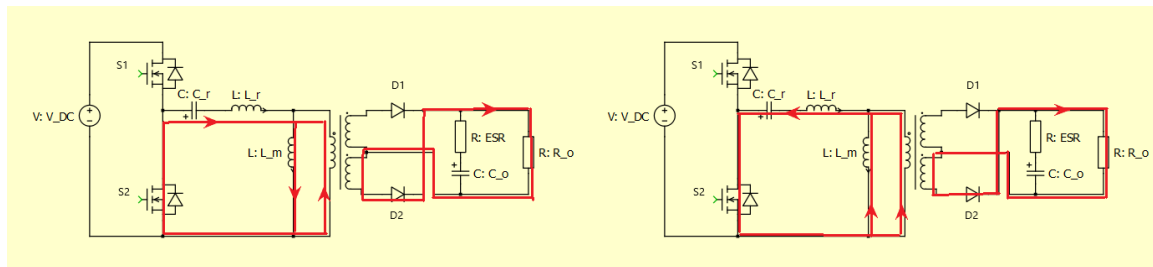 S1
C: C_r
L: L_r
D1
V: V_DC
L: L_m
R: ESR
R: R_o
C: C_o
S2
D2
+
+
+
S1
C: C_r
L: L_r
D1
V: V_DC
L: L_m
R: ESR
R: R_o
C: C_o
S2
D2
+
+
+